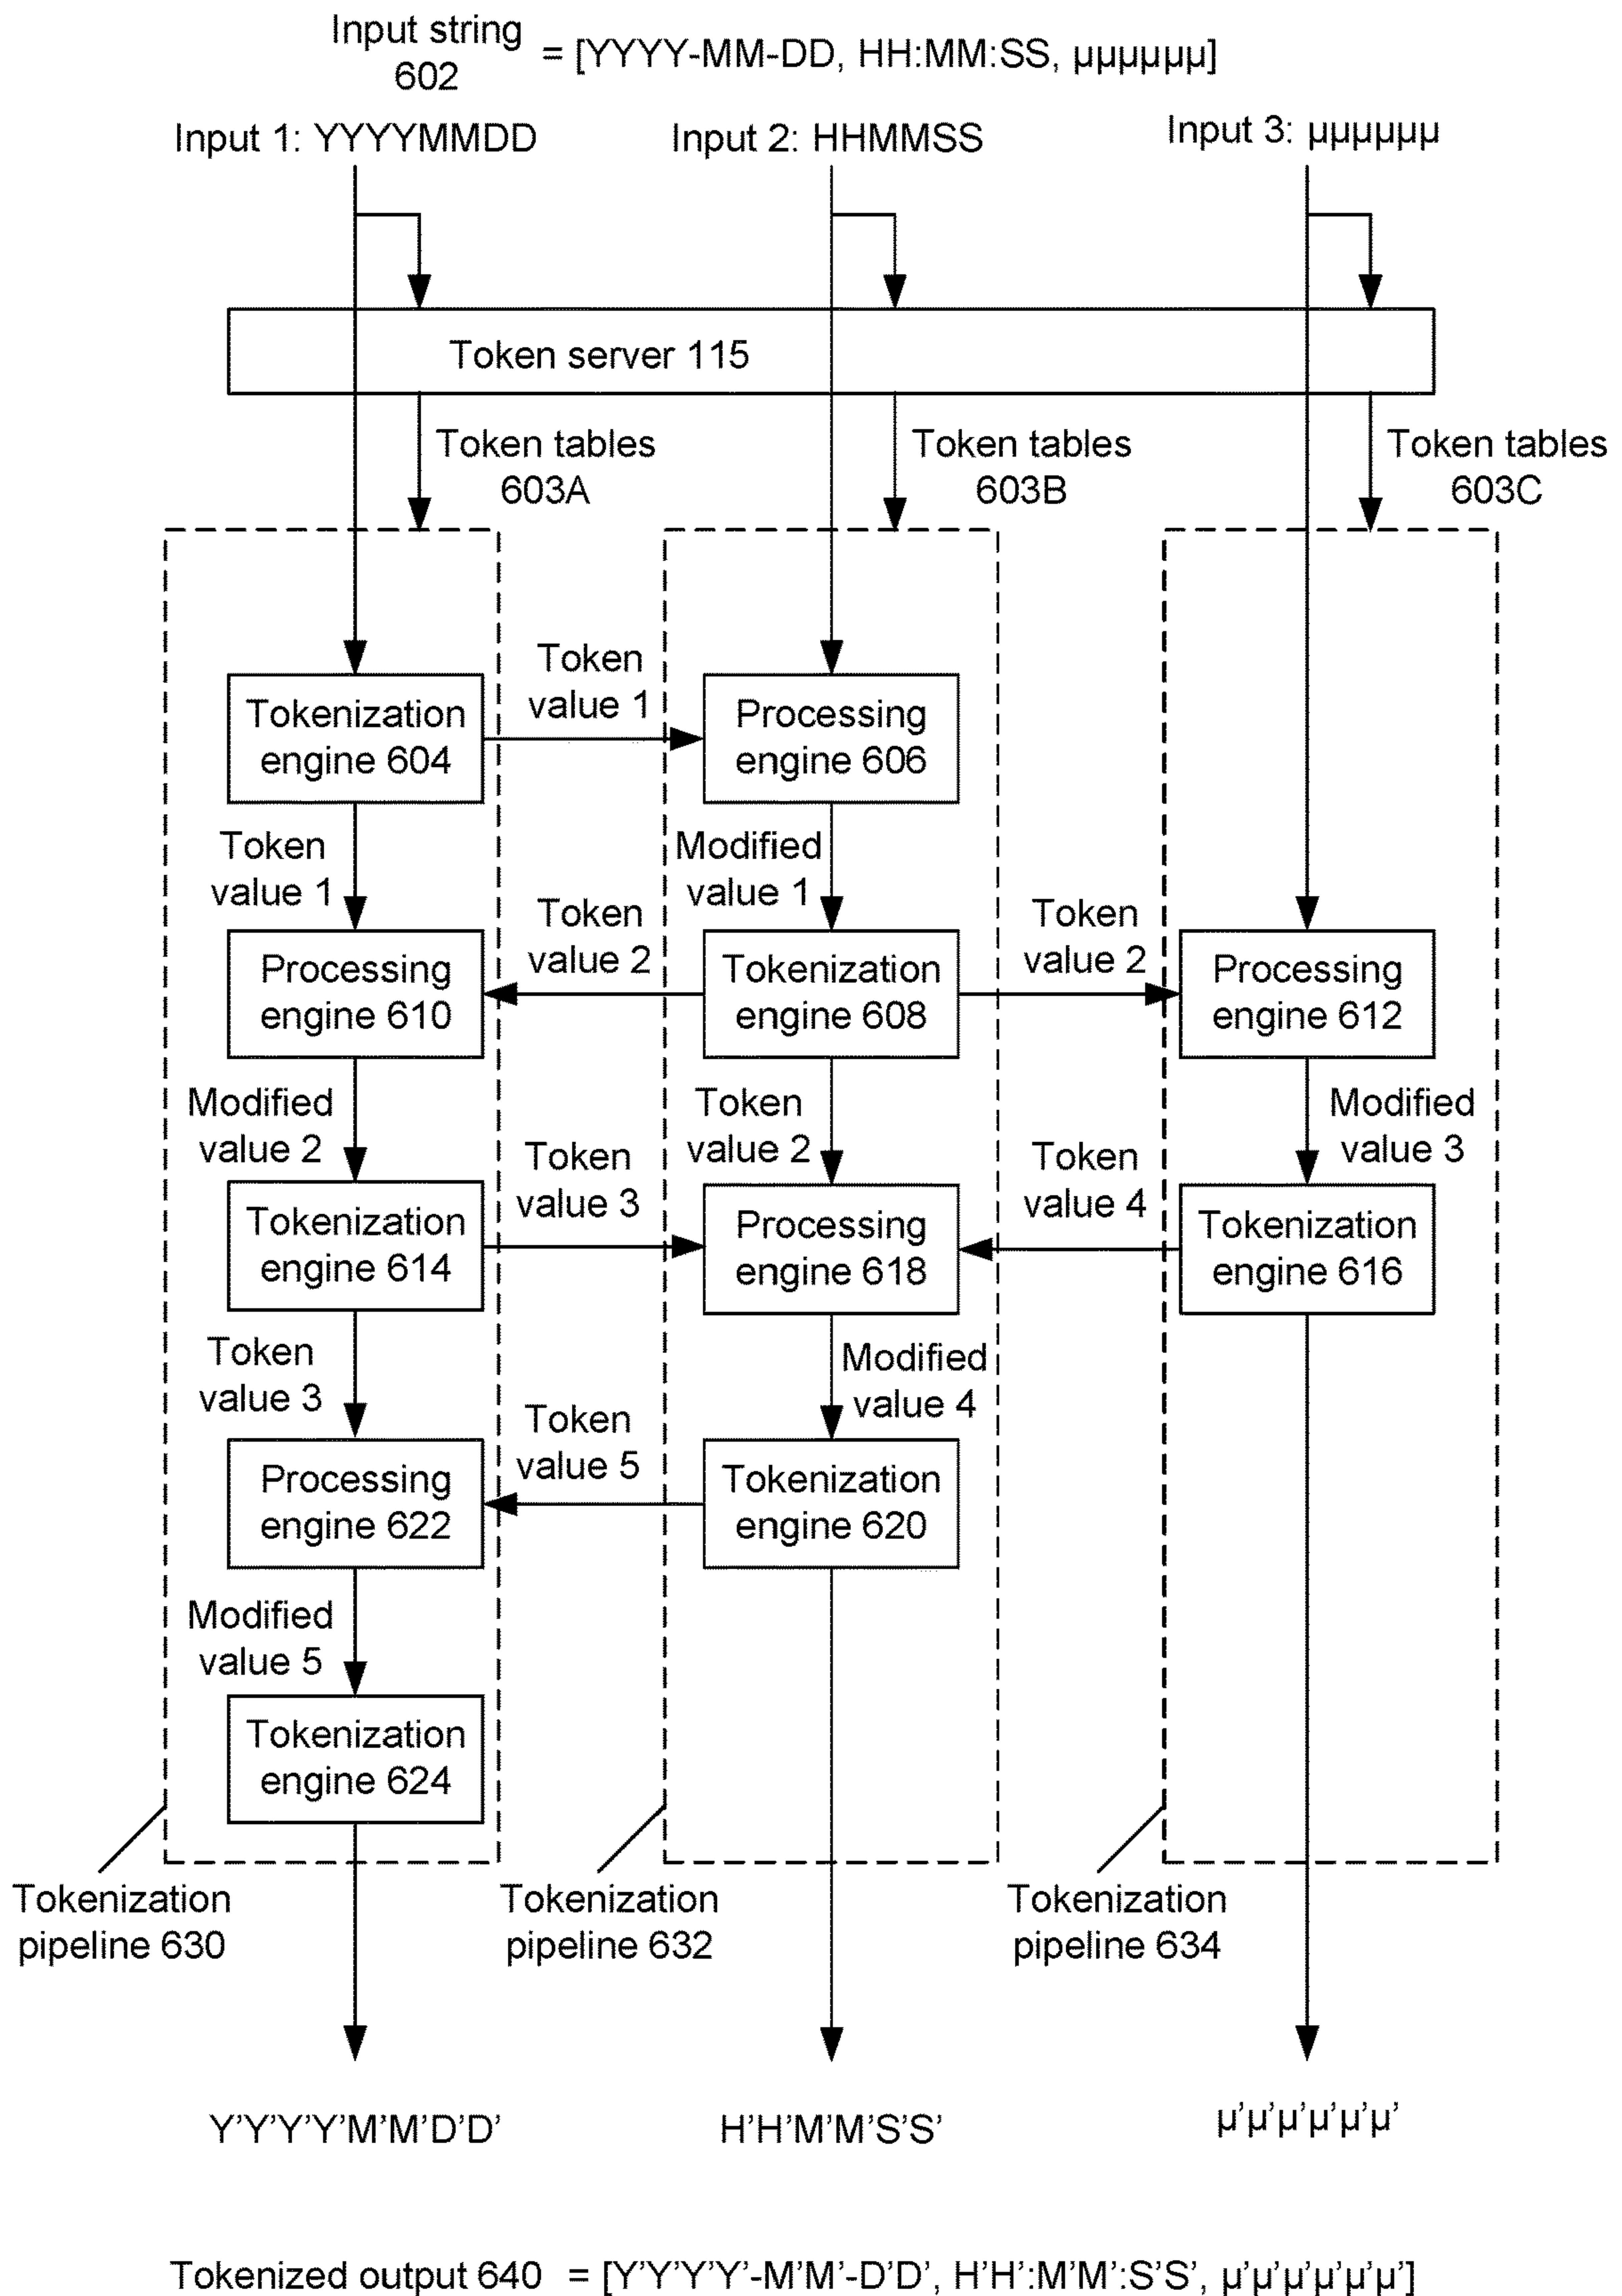 Input string
602
= [YYYY-MM-DD, HH:MM:SS, µµµµµµ]
Input 1: YYYYMMDD
Input 2: HHMMSS
Input 3: µµµµµµ
Token server 115
Token tables
603A
Token tables
603B
Token tables
603C
Tokenization
engine 604
Token
value 1
Processing
engine 606
Token
value 1
Modified
value 1
Processing
engine 610
Token
value 2
Tokenization
engine 608
Token
value 2
Processing
engine 612
Modified
value 2
Token
value 2
Modified
value 3
Tokenization
engine 614
Token
value 3
Processing
engine 618
Token
value 4
Tokenization
engine 616
Token
value 3
Modified
value 4
Processing
engine 622
Token
value 5
Tokenization
engine 620
Modified
value 5
Tokenization
engine 624
Tokenization
pipeline 630
Tokenization
pipeline 632
Tokenization
pipeline 634
Y’Y’Y’Y’M’M’D’D’
H’H’M’M’S’S’
µ’µ’µ’µ’µ’µ’
Tokenized output 640 = [Y’Y’Y’Y’-M’M’-D’D’, H’H’:M’M’:S’S’, µ’µ’µ’µ’µ’µ’]